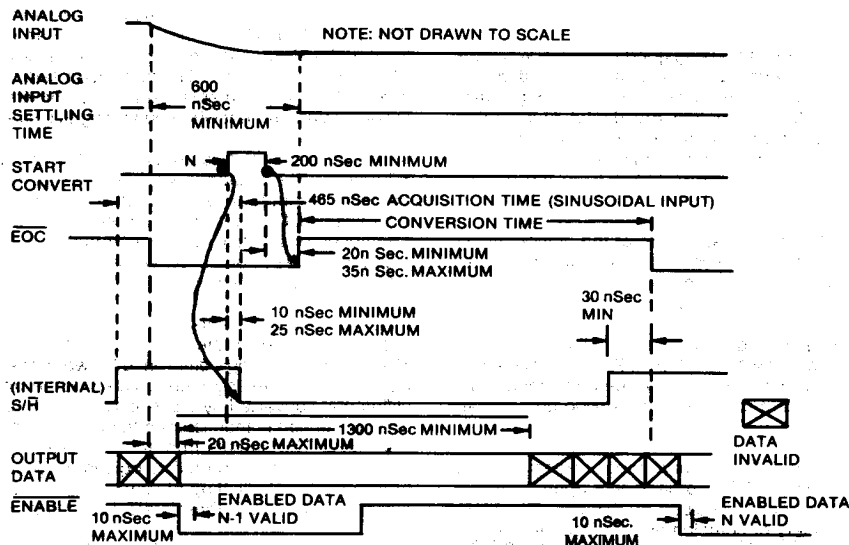 ANALOG
INPUT
NOTE: NOT DRAWN TO SCALE
ANALOG
INPUT
SETTLING
TIME
600
nSec
MINIMUM
START
CONVERT
N
200 nSec MINIMUM
465 nSec ACQUISITION TIME (SINUSOIDAL INPUT)
CONVERSION TIME
EOC
20n Sec. MINIMUM
35n Sec. MAXIMUM
10 nSec MINIMUM
25 nSec MAXIMUM
30 nSec
MIN
(INTERNAL)
S/H
1300 nSec MINIMUM
20 nSec MAXIMUM
DATA
INVALID
OUTPUT
DATA
ENABLE
10 nSec
MAXIMUM
ENABLED DATA
N-1 VALID
10 nSec.
MAXIMUM
ENABLED DATA
N VALID